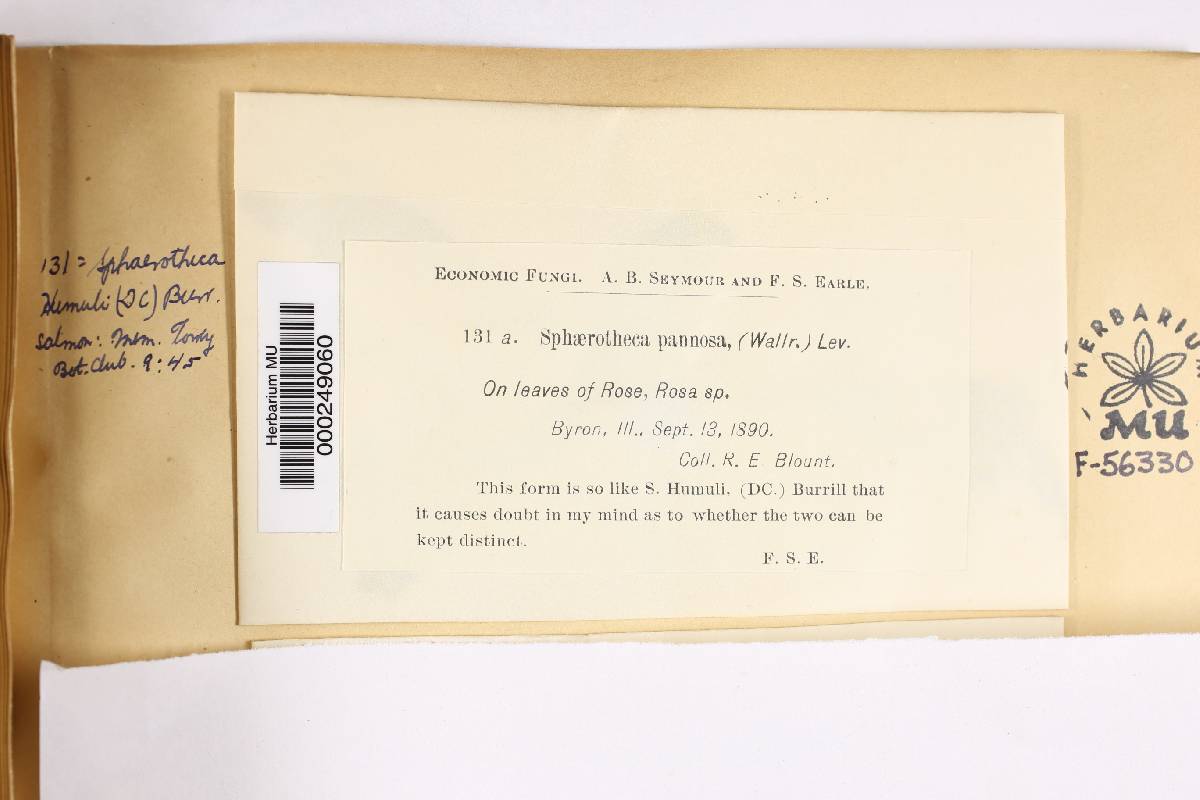 131 = Sphaerotheca
Humuli (DC) Burr.
Salmon: Mem. Torrey
Bot. Club. 9:45
Herbarium MU
000249060
ECONOMIC FUNGI. A. B. SEYMOUR AND F. S. EARLE.
131 a. Sphærotheca pannosa, (Wallr.) Lev.
On leaves of Rose, Rosa sp.
Byron, Ill., Sept. 13, 1890.
Coll. R. E. Blount.
This form is so like S. Humuli, (DC.) Burrill that
it causes doubt in my mind as to whether the two can be
kept distinct.
F. S. E.
HERBARIU
MU
F-56330